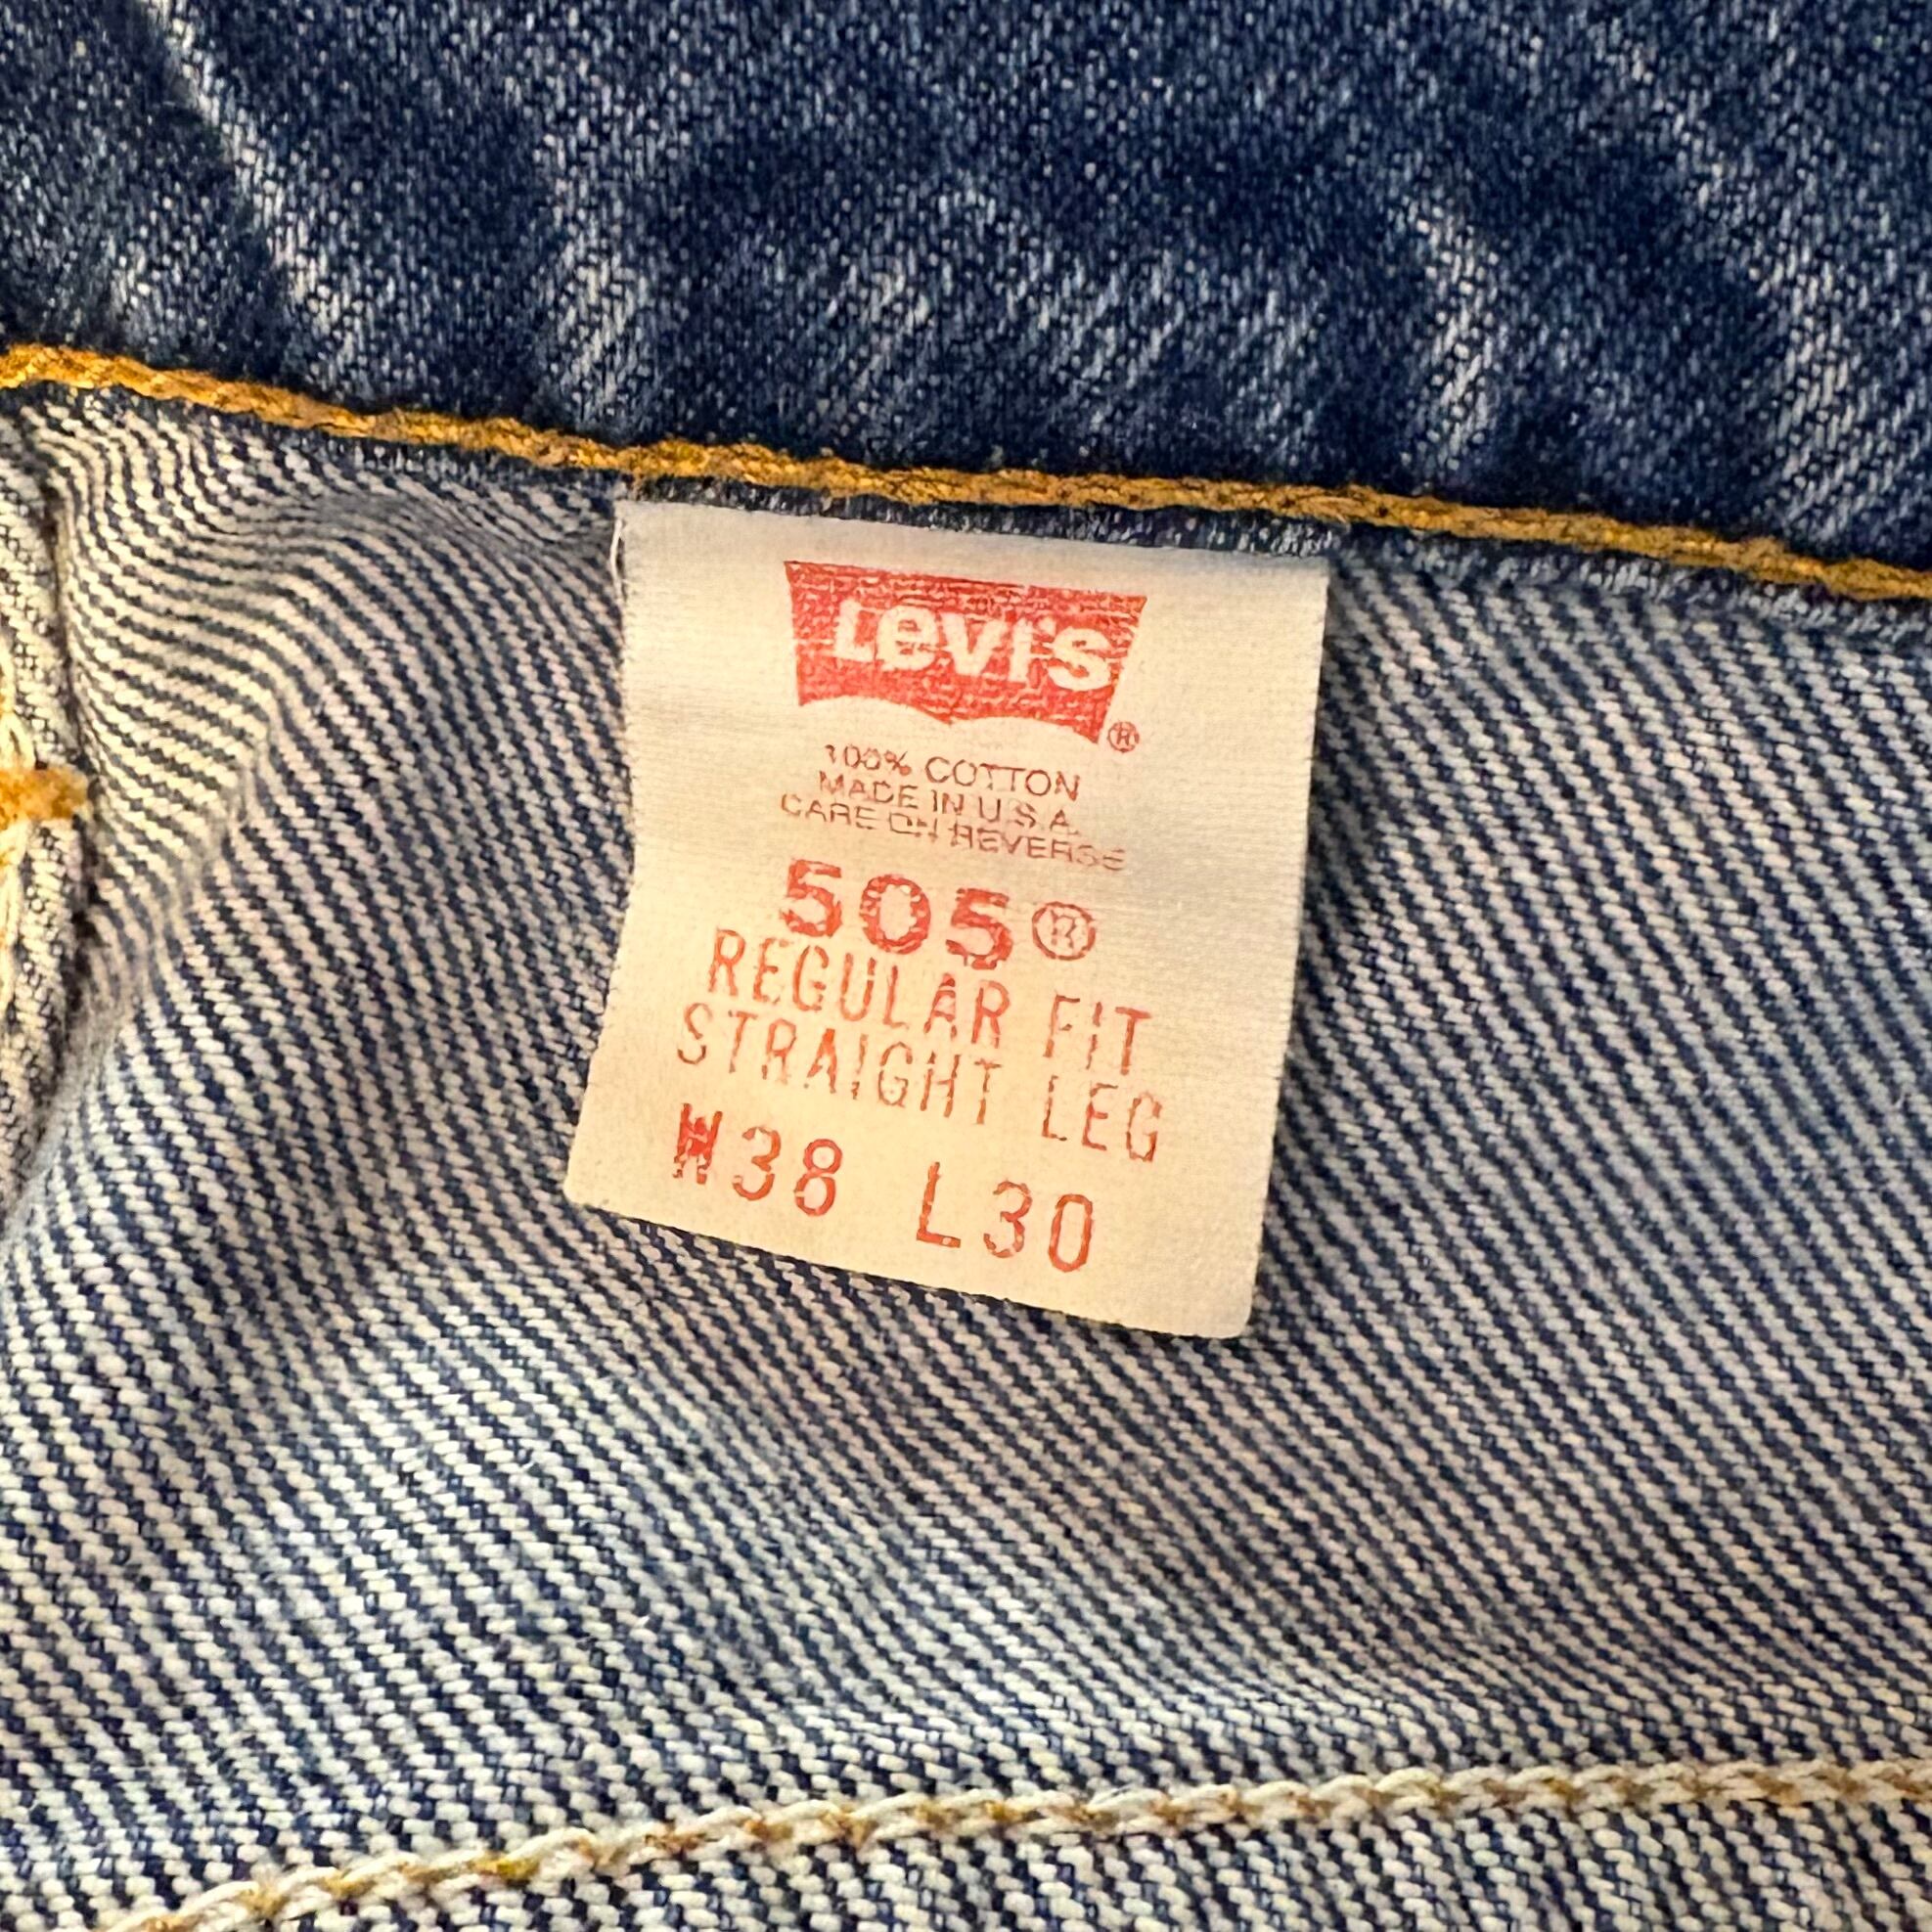 Levi's®
100% COTTON
MADE IN U.S.A.
CARE ON REVERSE
505®
REGULAR FIT
STRAIGHT LEG
W38 L30